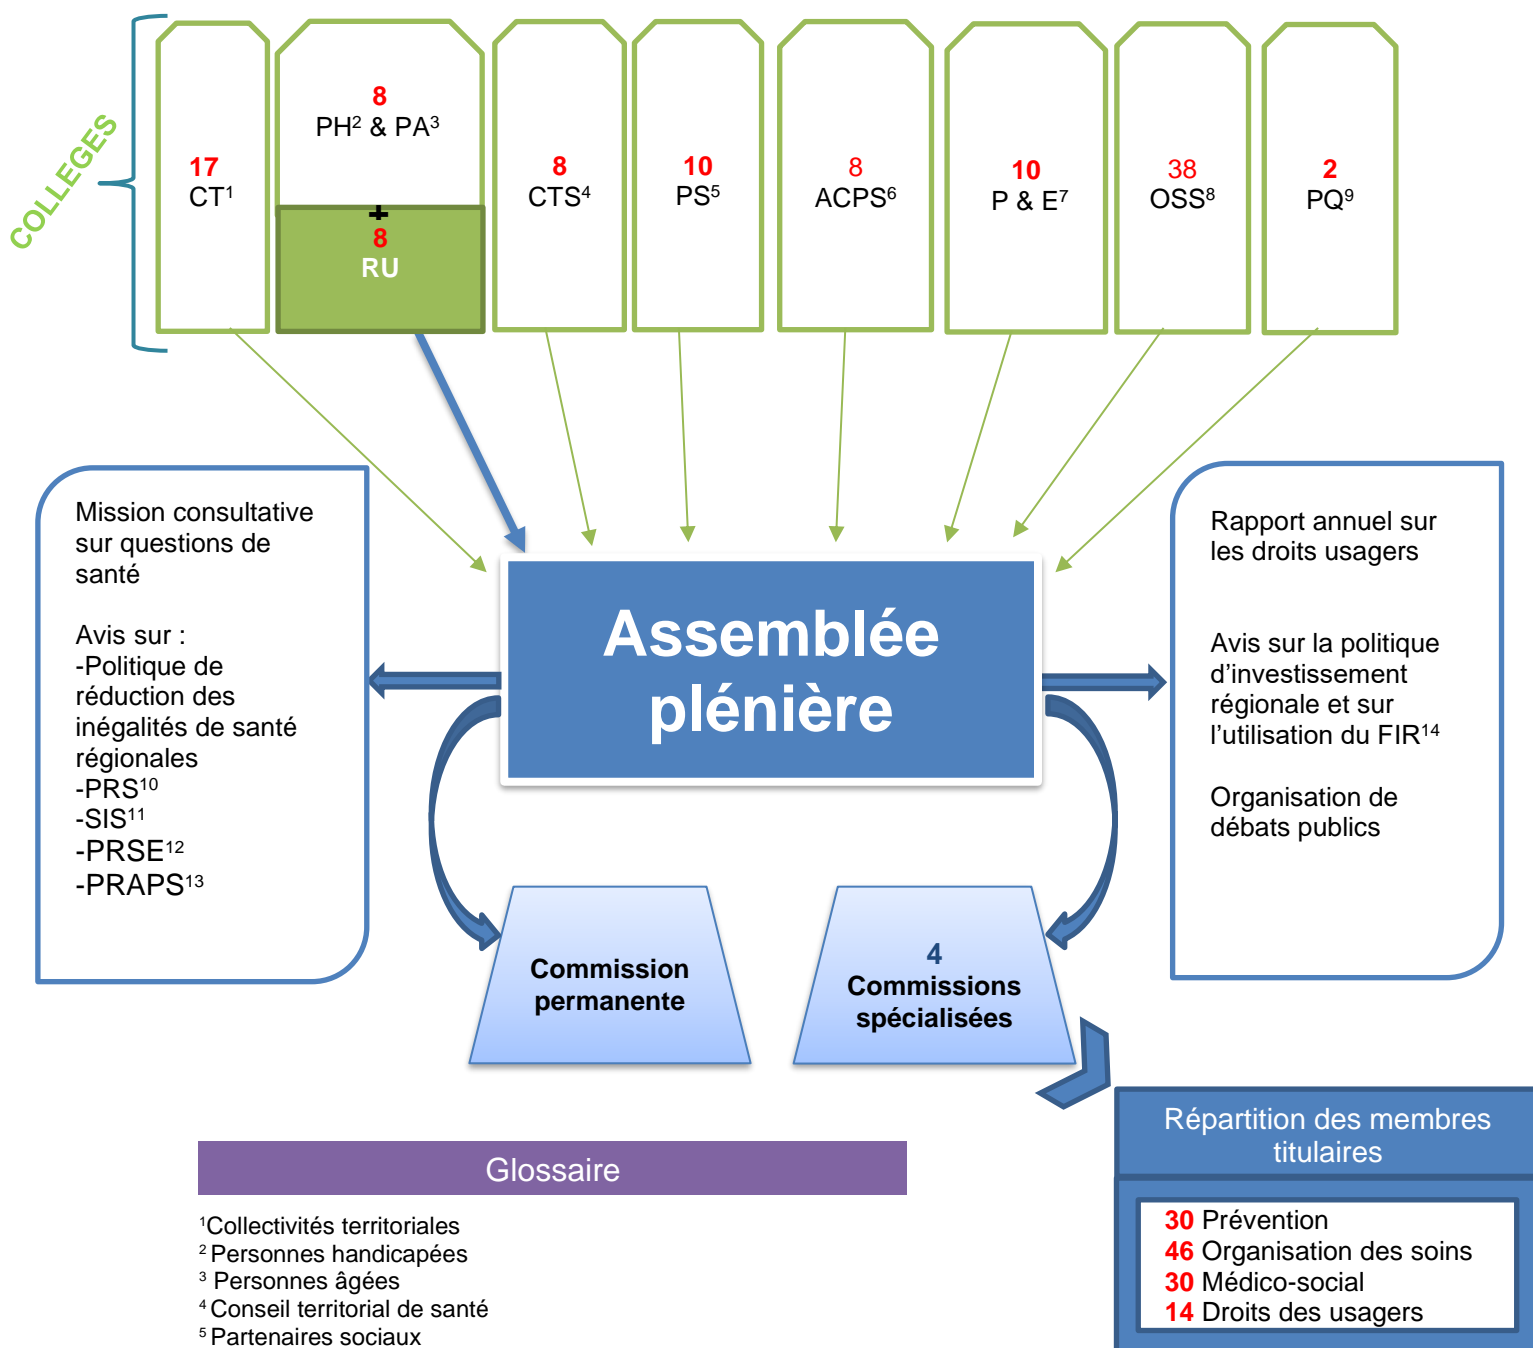 COLLEGES
17
CT¹
8
PH² & PA³
+
8
RU
8
CTS⁴
10
PS⁵
8
ACPS⁶
10
P & E⁷
38
OSS⁸
2
PQ⁹
Mission consultative
sur questions de
santé
Avis sur :
-Politique de
réduction des
inégalités de santé
régionales
-PRS¹⁰
-SIS¹¹
-PRSE¹²
-PRAPS¹³
Assemblée
plénière
Rapport annuel sur
les droits usagers
Avis sur la politique
d’investissement
régionale et sur
l’utilisation du FIR¹⁴
Organisation de
débats publics
Commission
permanente
4
Commissions
spécialisées
Répartition des membres
titulaires
30 Prévention
46 Organisation des soins
30 Médico-social
14 Droits des usagers
Glossaire
¹Collectivités territoriales
² Personnes handicapées
³ Personnes âgées
⁴ Conseil territorial de santé
⁵ Partenaires sociaux